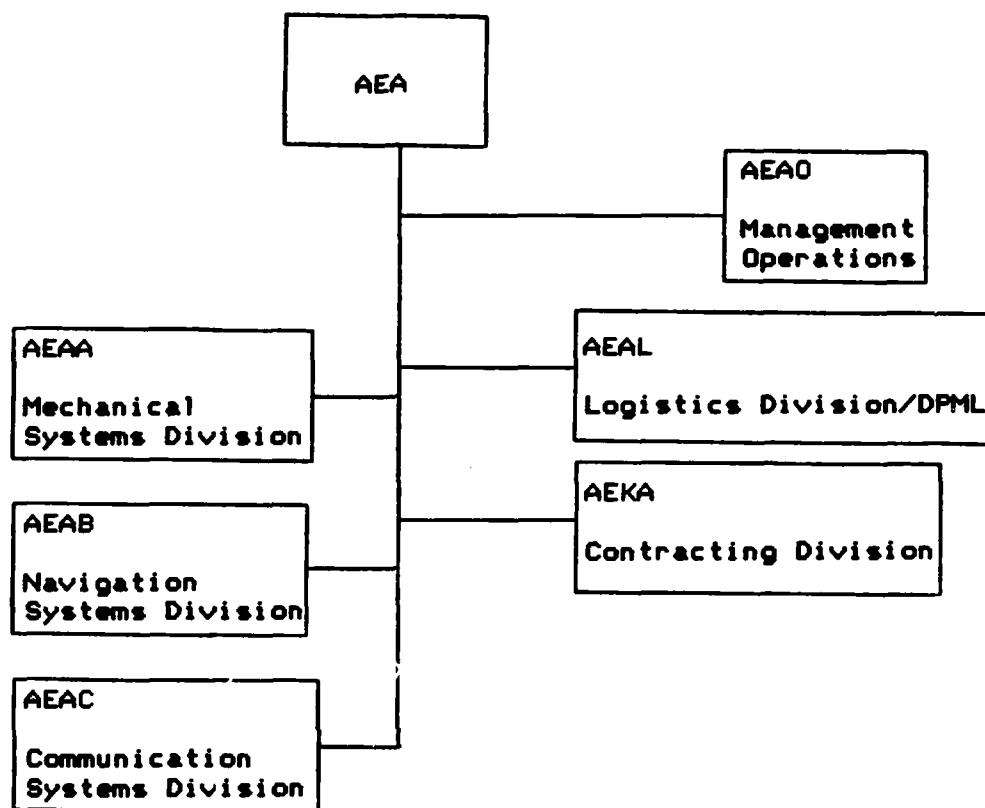 AEA
AEAO
Management
Operations
AEAA
Mechanical
Systems Division
AEAL
Logistics Division/DPML
AEKA
Contracting Division
AEAB
Navigation
Systems Division
AEAC
Communication
Systems Division